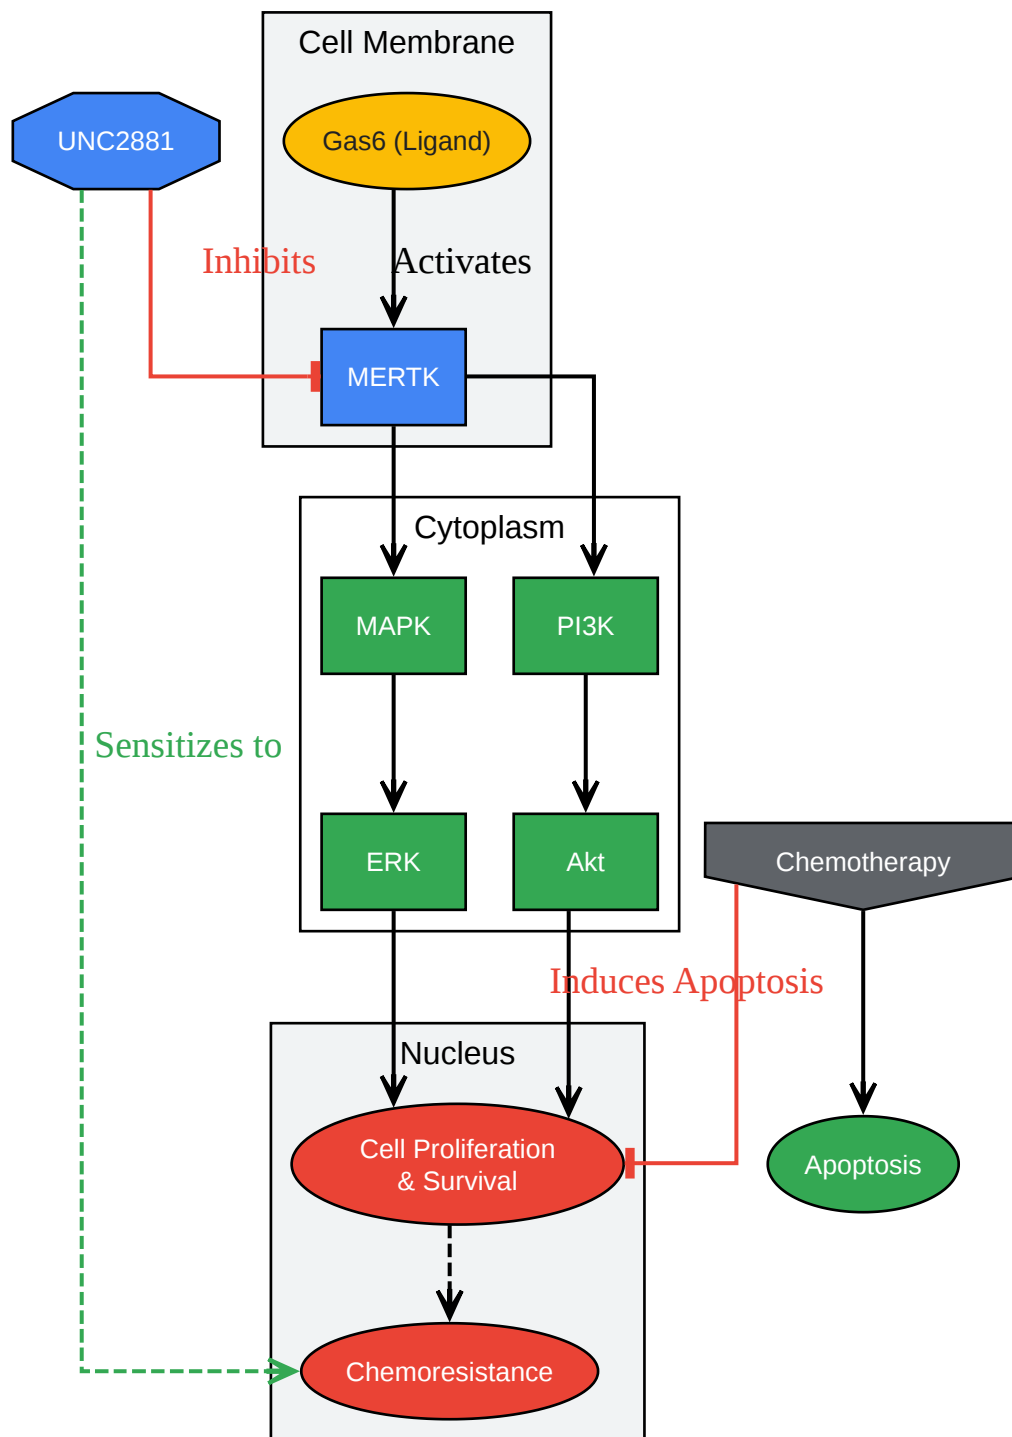 Cell Membrane
UNC2881
Gas6 (Ligand)
Inhibits
Activates
MERTK
Cytoplasm
MAPK
PI3K
Sensitizes to
ERK
Akt
Chemotherapy
Induces Apoptosis
Nucleus
Cell Proliferation
& Survival
Apoptosis
Chemoresistance